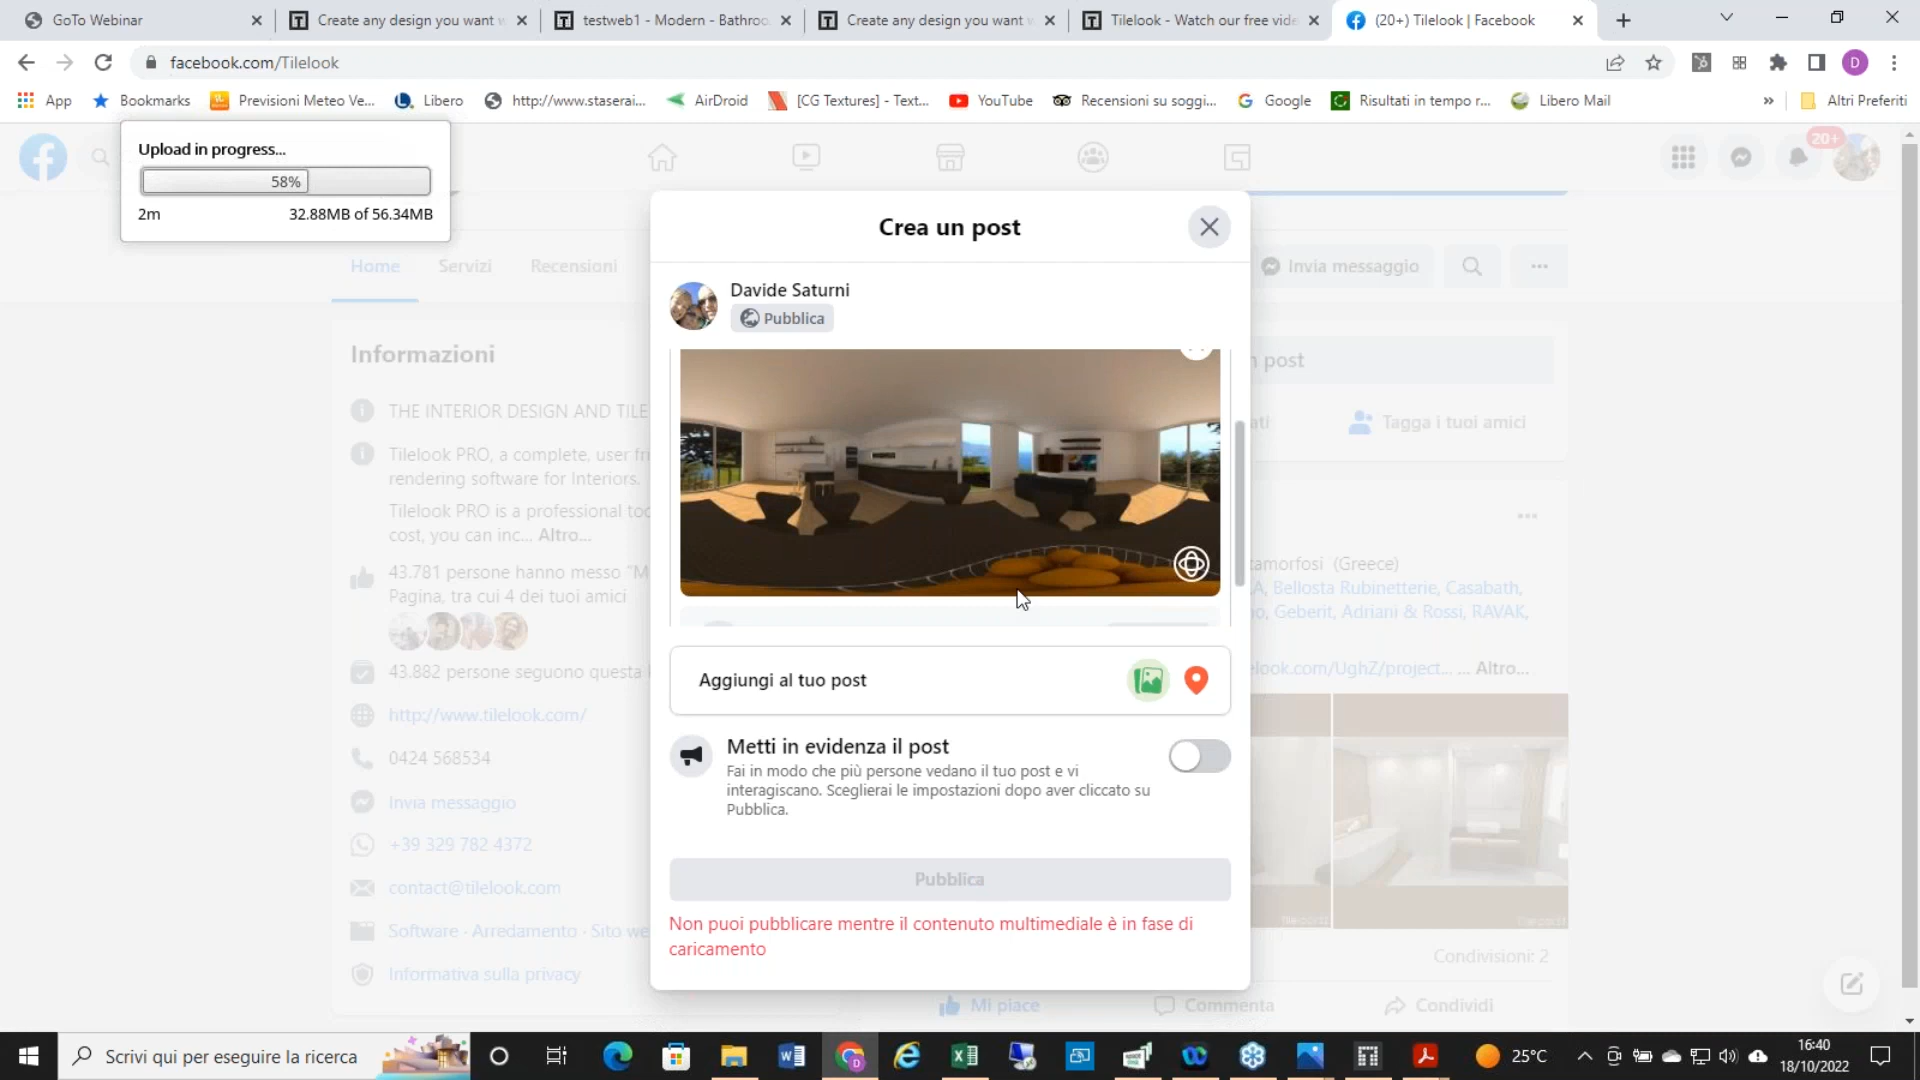 GoTo Webinar
Create any design you want w
testweb1 - Modern - Bathroo
Create any design you want w
Tilelook - Watch our free vide
(20+) Tilelook | Facebook
facebook.com/Tilelook
D
App
Bookmarks
Previsioni Meteo Ve...
Libero
http://www.staserai...
AirDroid
[CG Textures] - Text...
YouTube
Recensioni su soggi...
Google
Risultati in tempo r...
Libero Mail
»
Altri Preferiti
Upload in progress...
58%
2m
32.88MB of 56.34MB
20+
Crea un post
Home
Servizi
Recensioni
Invia messaggio
Davide Saturni
Pubblica
Informazioni
post
THE INTERIOR DESIGN AND TILE
Tagga i tuoi amici
Tilelook PRO, a complete, user fri
rendering software for Interiors.
Tilelook PRO is a professional too
cost, you can inc... Altro...
43.781 persone hanno messo "M
Pagina, tra cui 4 dei tuoi amici
43.882 persone seguono questa
http://www.tilelook.com/
0424 568534
Invia messaggio
+39 329 782 4372
contact@tilelook.com
Software · Arredamento · Sito we
Informativa sulla privacy
tamorfosi (Greece)
A, Bellosta Rubinetterie, Casabath,
o, Geberit, Adriani & Rossi, RAVAK,
elook.com/UghZ/project... ... Altro...
Aggiungi al tuo post
Metti in evidenza il post
Fai in modo che più persone vedano il tuo post e vi
interagiscano. Sceglierai le impostazioni dopo aver cliccato su
Pubblica.
Pubblica
Non puoi pubblicare mentre il contenuto multimediale è in fase di
caricamento
Condivisioni: 2
Mi piace
Commenta
Condividi
Scrivi qui per eseguire la ricerca
25°C
16:40
18/10/2022